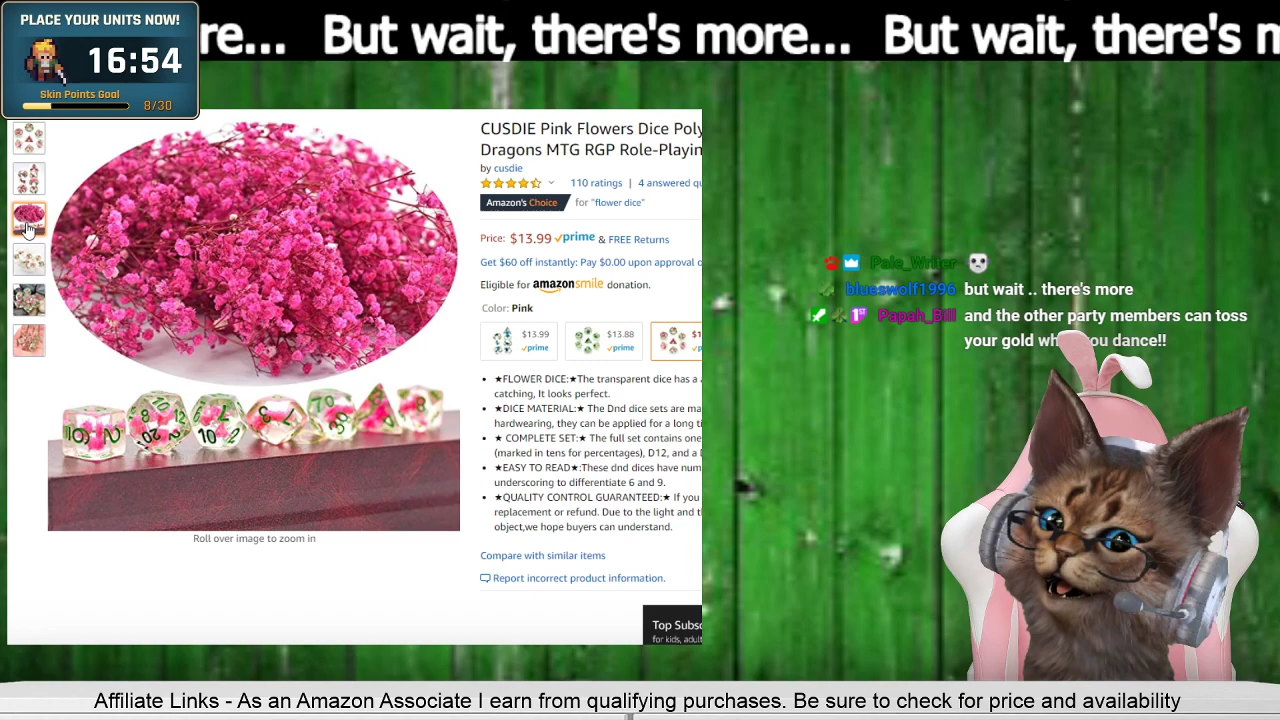 PLACE YOUR UNITS NOW!
16:54
Skin Points Goal
8/30
re... But wait, there's more... But wait, there's m
CUSDIE Pink Flowers Dice Poly
Dragons MTG RGP Role-Playin
by cusdie
110 ratings | 4 answered qu
Amazon's Choice for "flower dice"
Price: $13.99 prime & FREE Returns
Get $60 off instantly: Pay $0.00 upon approval o
Eligible for amazonsmile donation.
Color: Pink
$13.99 prime
$13.88 prime
★FLOWER DICE:★The transparent dice has a
catching, It looks perfect.
★DICE MATERIAL:★ The Dnd dice sets are ma
hardwearing, they can be applied for a long ti
★ COMPLETE SET:★ The full set contains one
(marked in tens for percentages), D12, and a
★EASY TO READ★:These dnd dices have num
underscoring to differentiate 6 and 9.
★QUALITY CONTROL GUARANTEED:★ If you
replacement or refund. Due to the light and t
object,we hope buyers can understand.
Compare with similar items
Report incorrect product information.
Roll over image to zoom in
Top Subsc
for kids, adult
Pale_Writer
blueswolf1996 but wait .. there's more
Papah_Bill and the other party members can toss
your gold you dance!!
Affiliate Links - As an Amazon Associate I earn from qualifying purchases. Be sure to check for price and availability